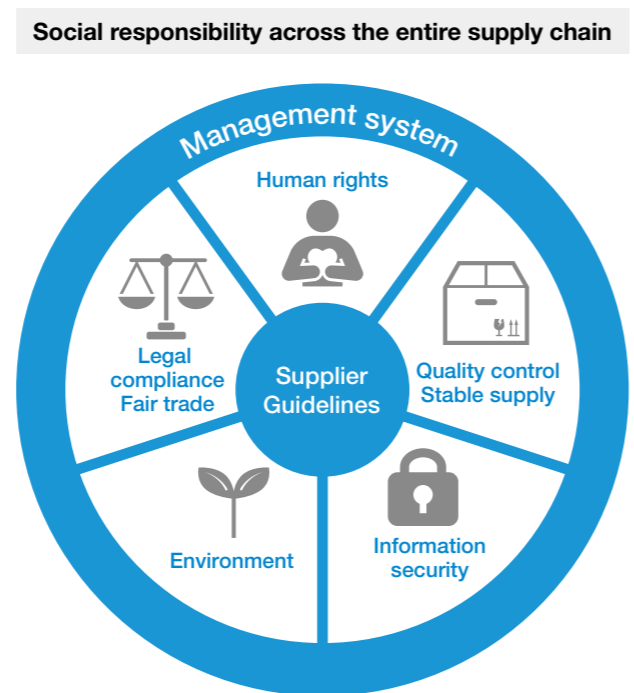 Social responsibility across the entire supply chain
Management system
Human rights
Legal
compliance
Fair trade
Quality control
Stable supply
Supplier
Guidelines
Environment
Information
security